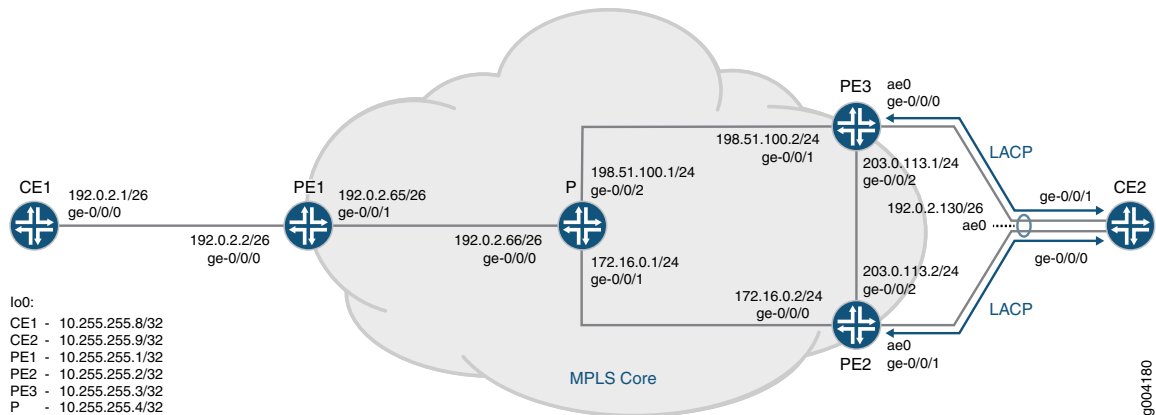 PE3
ae0
ge-0/0/0
198.51.100.2/24
ge-0/0/1
LACP
203.0.113.1/24
ge-0/0/2
CE1
192.0.2.1/26
ge-0/0/0
PE1
192.0.2.65/26
ge-0/0/1
P
198.51.100.1/24
ge-0/0/2
192.0.2.130/26
ae0
ge-0/0/1
CE2
192.0.2.2/26
ge-0/0/0
192.0.2.66/26
ge-0/0/0
172.16.0.1/24
ge-0/0/1
ge-0/0/0
203.0.113.2/24
ge-0/0/2
172.16.0.2/24
ge-0/0/0
LACP
ae0
ge-0/0/1
PE2
MPLS Core
lo0:
CE1 - 10.255.255.8/32
CE2 - 10.255.255.9/32
PE1 - 10.255.255.1/32
PE2 - 10.255.255.2/32
PE3 - 10.255.255.3/32
P - 10.255.255.4/32
g004180